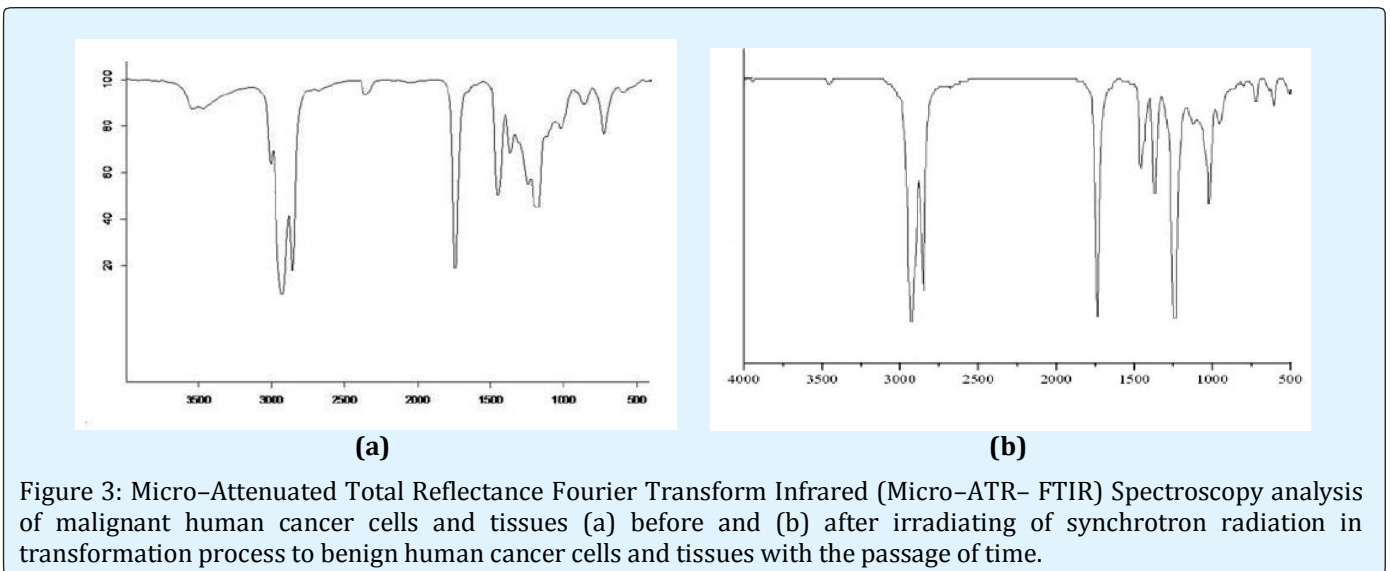 100
80
60
40
20
3500 3000 2500 2000 1500 1000 500
4000 3500 3000 2500 2000 1500 1000 500
(a)
(b)
Figure 3: Micro–Attenuated Total Reflectance Fourier Transform Infrared (Micro–ATR– FTIR) Spectroscopy analysis
of malignant human cancer cells and tissues (a) before and (b) after irradiating of synchrotron radiation in
transformation process to benign human cancer cells and tissues with the passage of time.